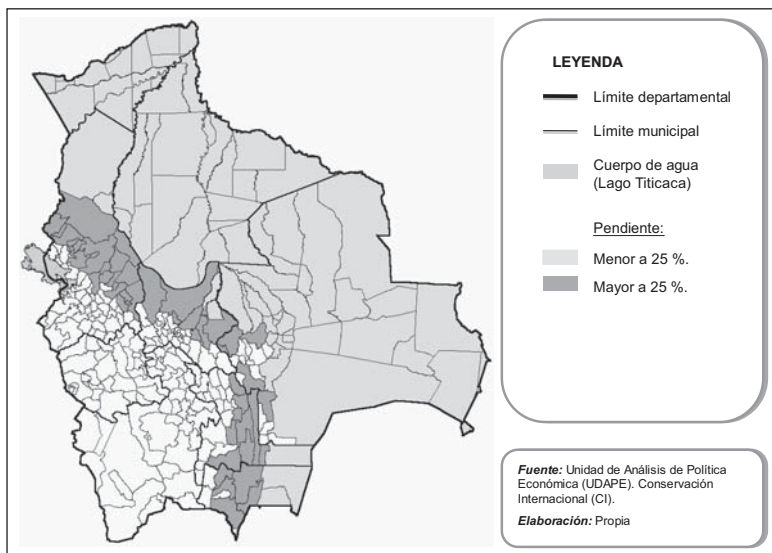 LEYENDA
Límite departamental
Límite municipal
Cuerpo de agua
(Lago Titicaca)
Pendiente:
Menor a 25 %.
Mayor a 25 %.
Fuente: Unidad de Análisis de Política
Económica (UDAPE). Conservación
Internacional (CI).
Elaboración: Propia